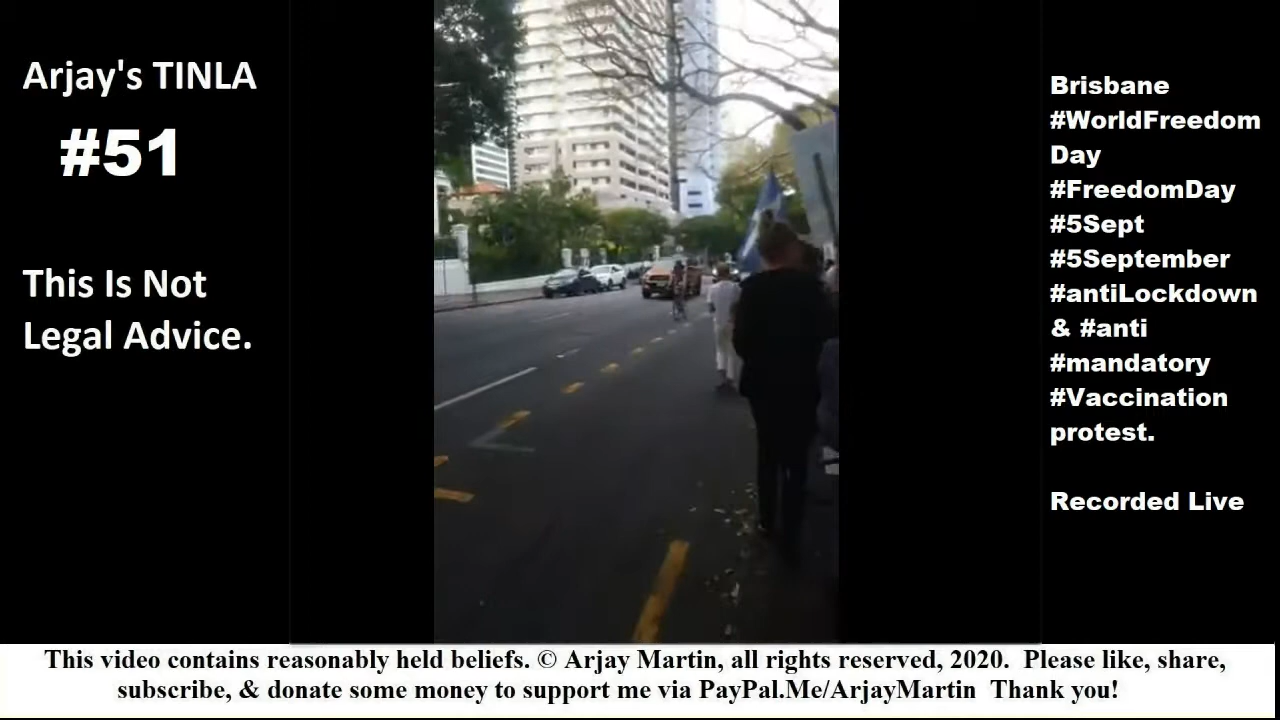 Arjay's TINLA
#51
This Is Not
Legal Advice.
Brisbane
#WorldFreedom
Day
#FreedomDay
#5Sept
#5September
#antiLockdown
& #anti
#mandatory
#Vaccination
protest.
Recorded Live
This video contains reasonably held beliefs. © Arjay Martin, all rights reserved, 2020.  Please like, share,
subscribe, & donate some money to support me via PayPal.Me/ArjayMartin  Thank you!